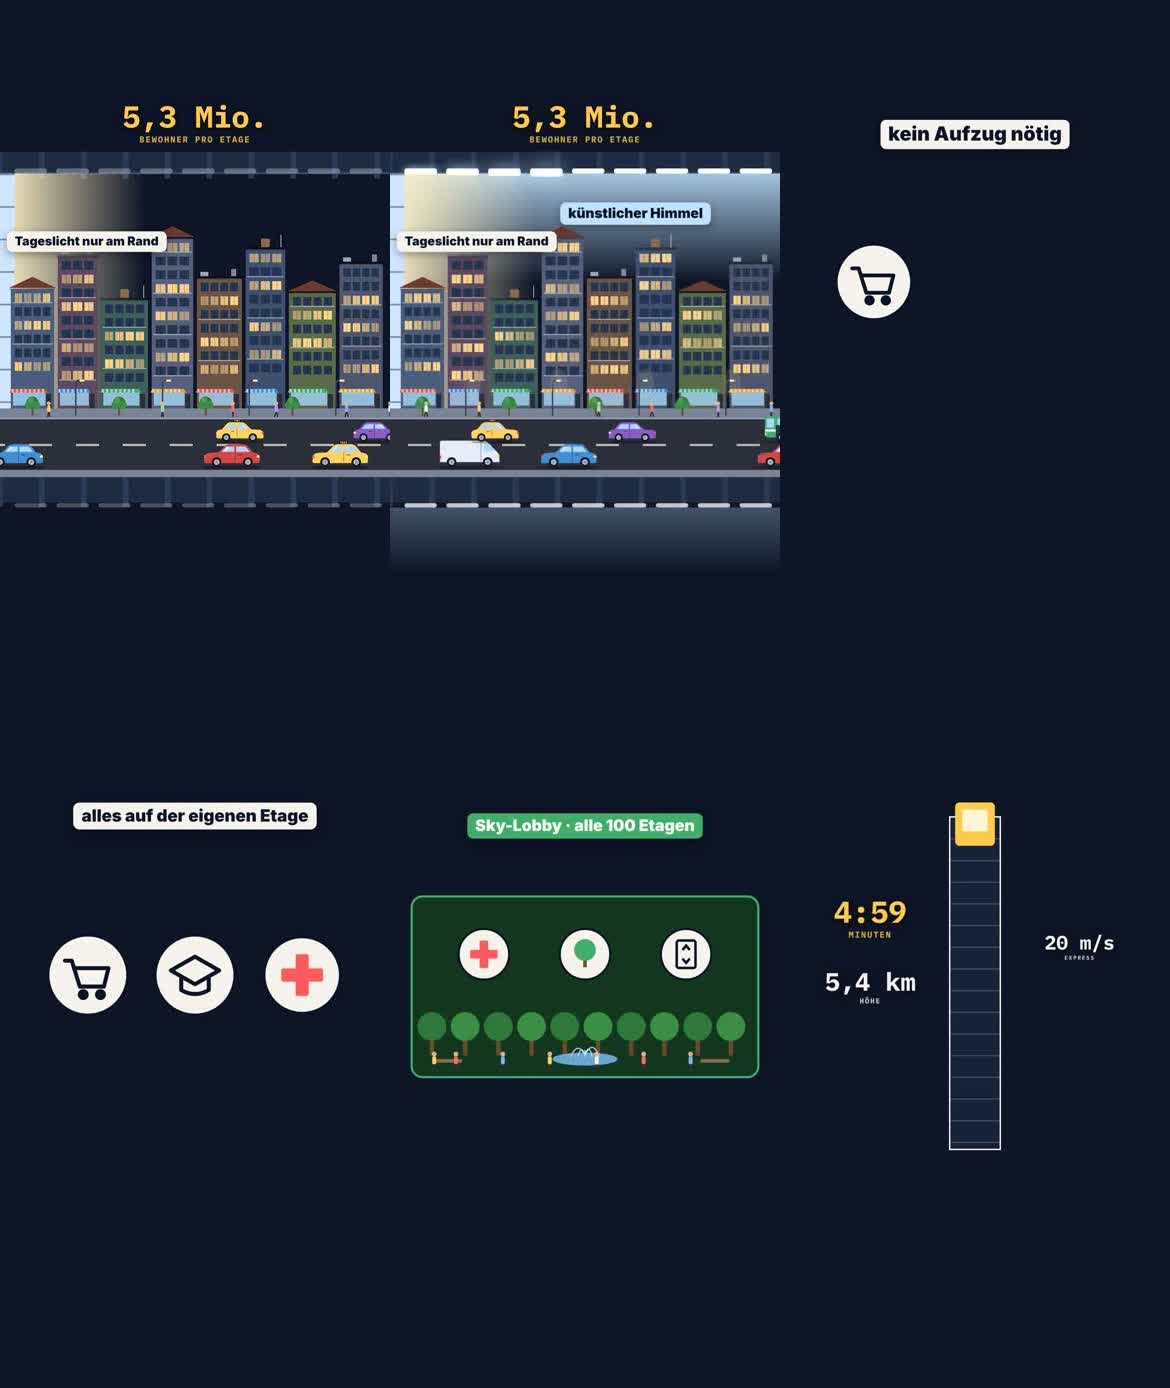 5,3 Mio.
BEWOHNER PRO ETAGE
Tageslicht nur am Rand
5,3 Mio.
BEWOHNER PRO ETAGE
künstlicher Himmel
Tageslicht nur am Rand
kein Aufzug nötig
alles auf der eigenen Etage
Sky-Lobby · alle 100 Etagen
4:59
MINUTEN
5,4 km
HÖHE
20 m/s
EXPRESS